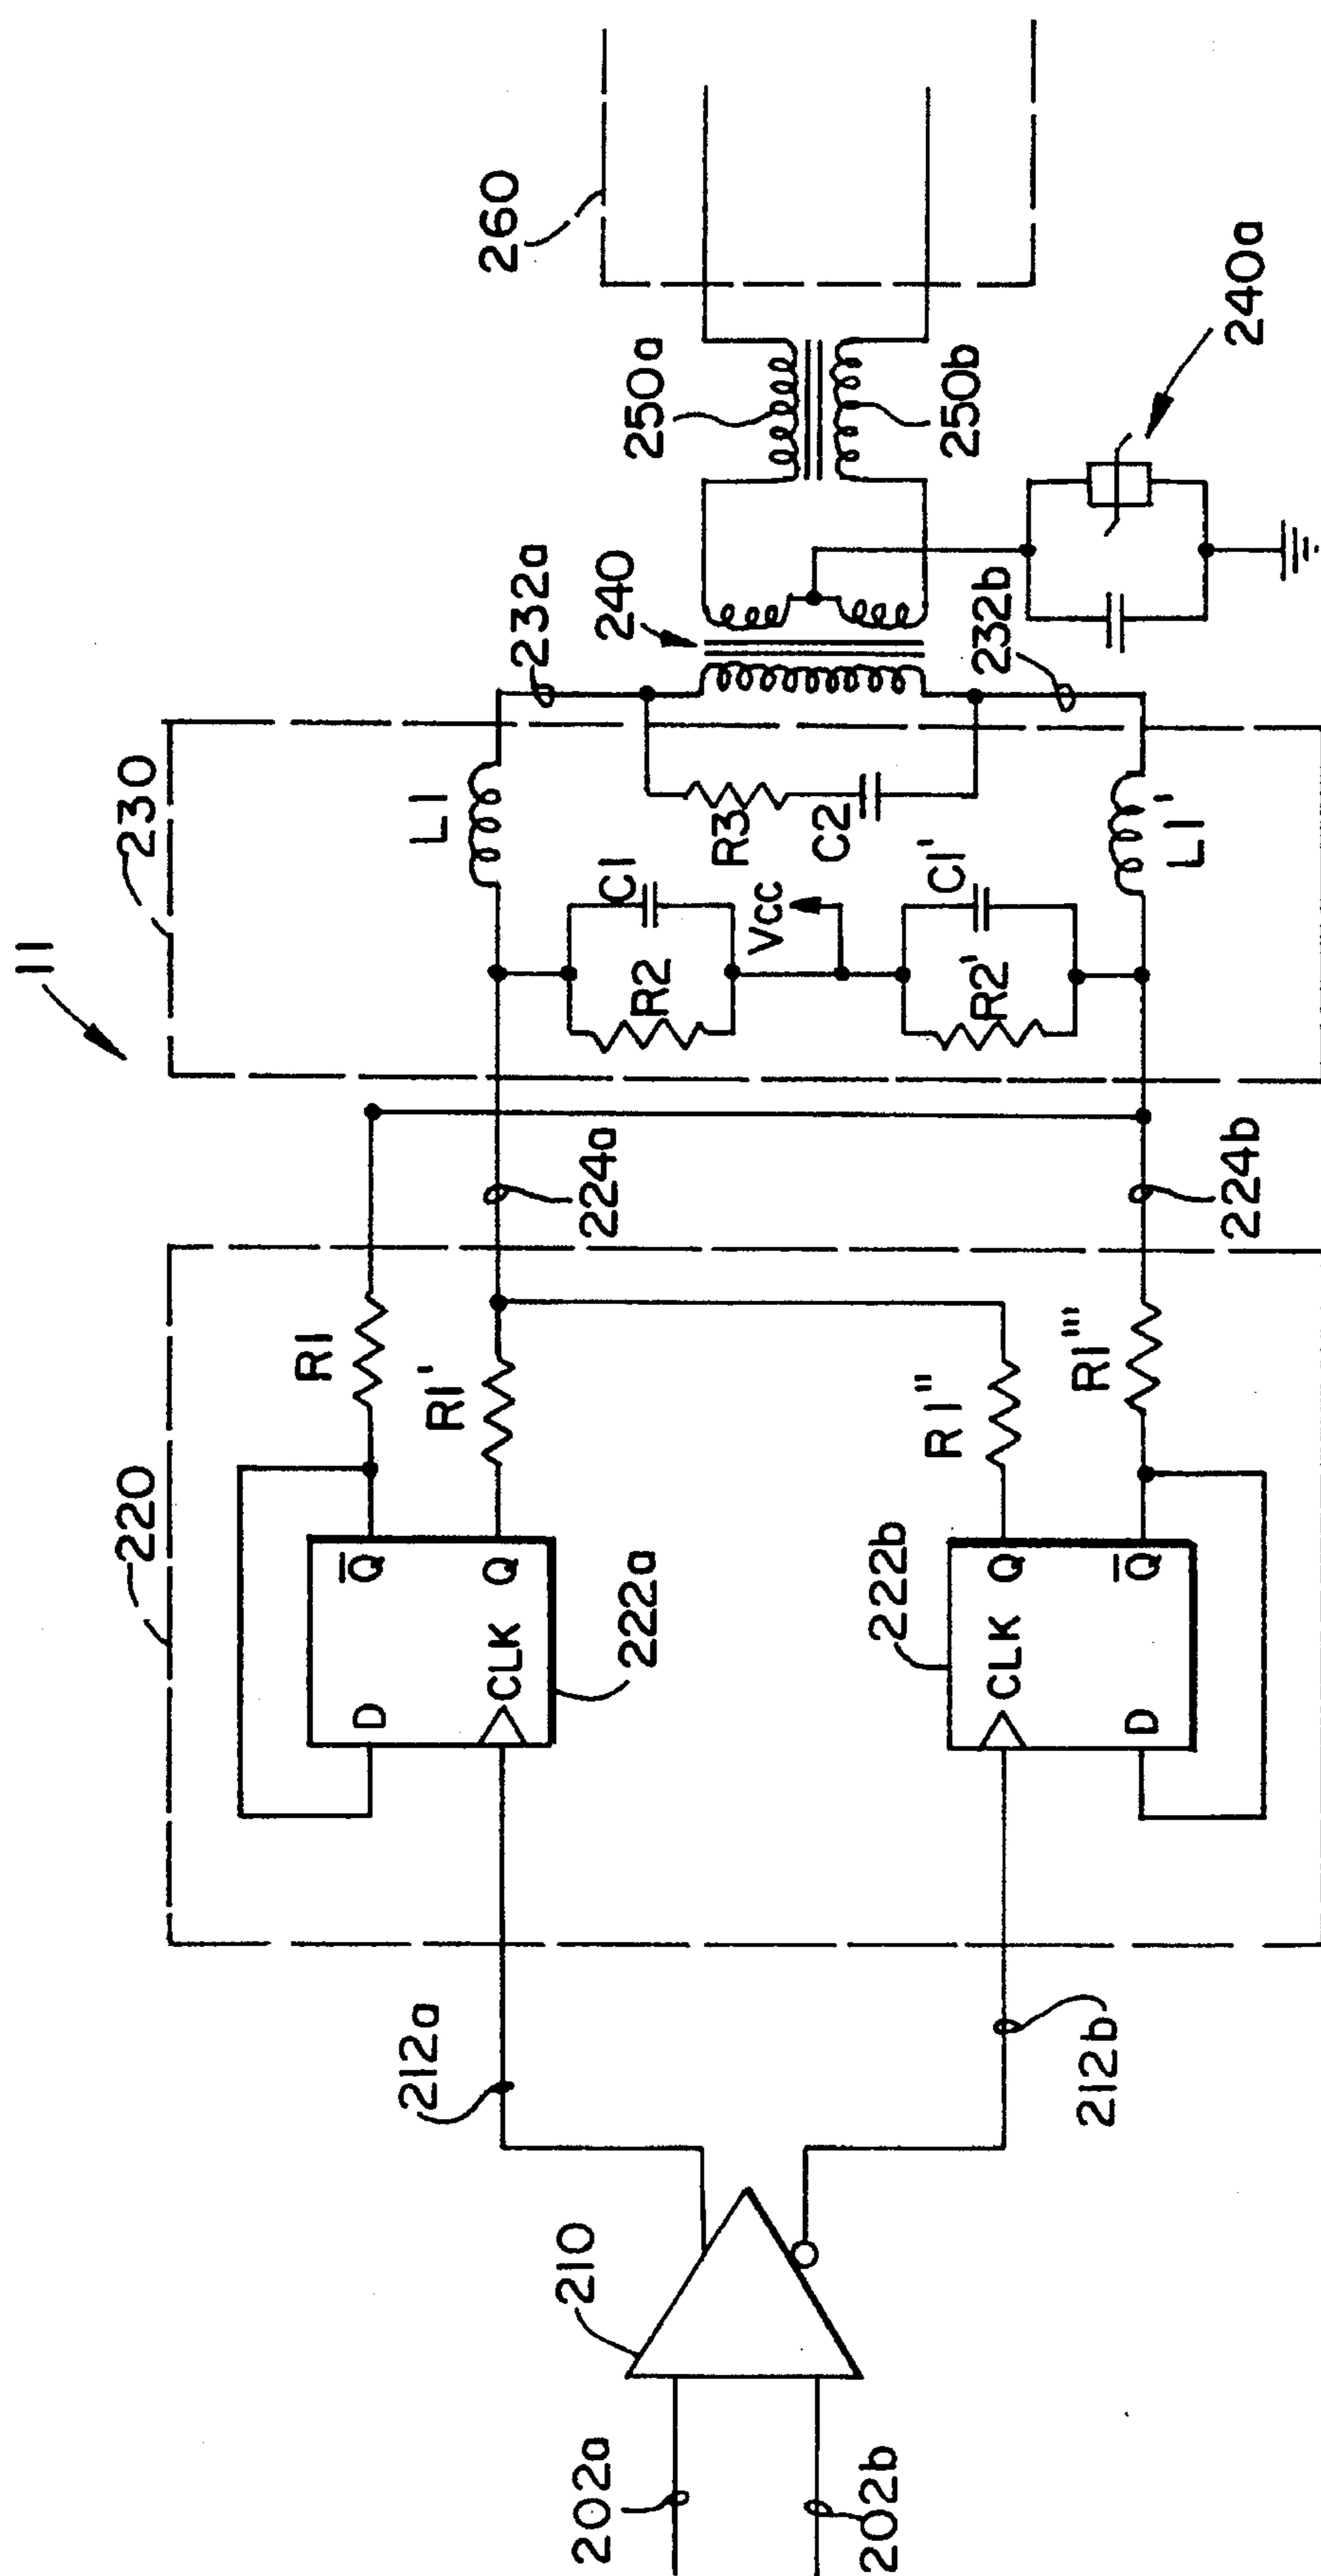 11
202a
202b
210
212a
212b
220
D
Q̅
CLK
Q
222a
R1
R1'
222b
CLK
Q
D
Q̅
R1''
R1'''
224a
224b
230
L1
R2
C1
Vcc
R3
C2
R2'
C1'
L1'
232a
240
232b
250a
250b
240a
260